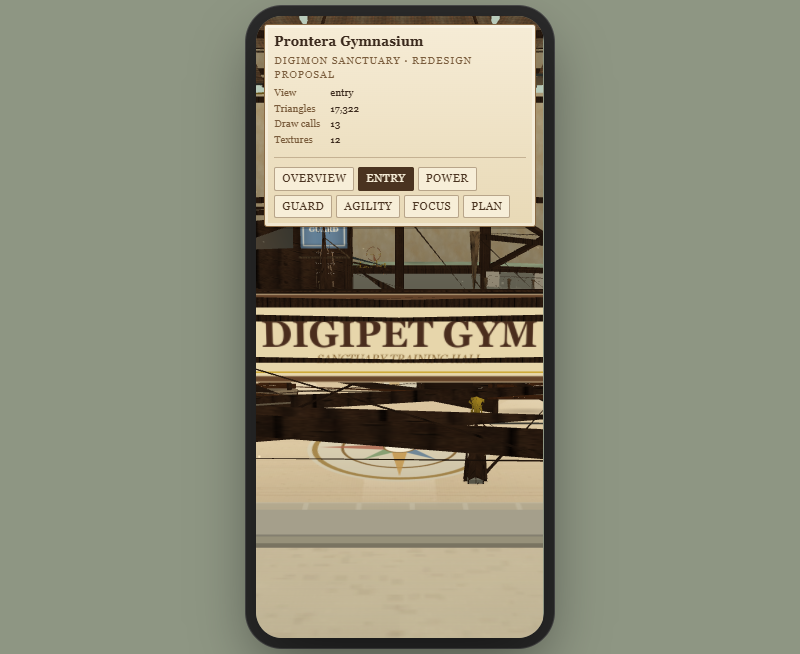 Prontera Gymnasium
DIGIMON SANCTUARY · REDESIGN
PROPOSAL
View entry
Triangles 17,322
Draw calls 13
Textures 12
OVERVIEW ENTRY POWER
GUARD AGILITY FOCUS PLAN
GUARD
DIGIPET GYM
SANCTUARY TRAINING HALL